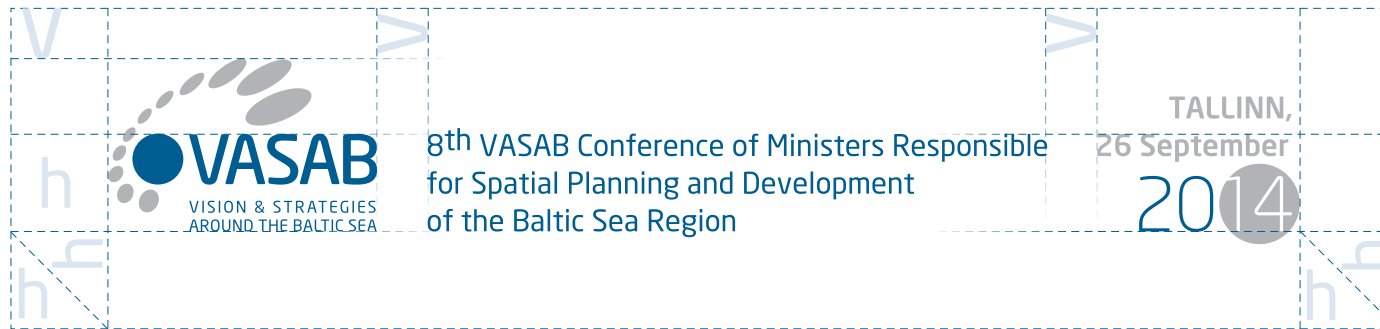 V
V
V
TALLINN,
VASAB
8th VASAB Conference of Ministers Responsible
26 September
h
for Spatial Planning and Development
VISION & STRATEGIES
2014
AROUND THE BALTIC SEA
of the Baltic Sea Region
h
h
h
h